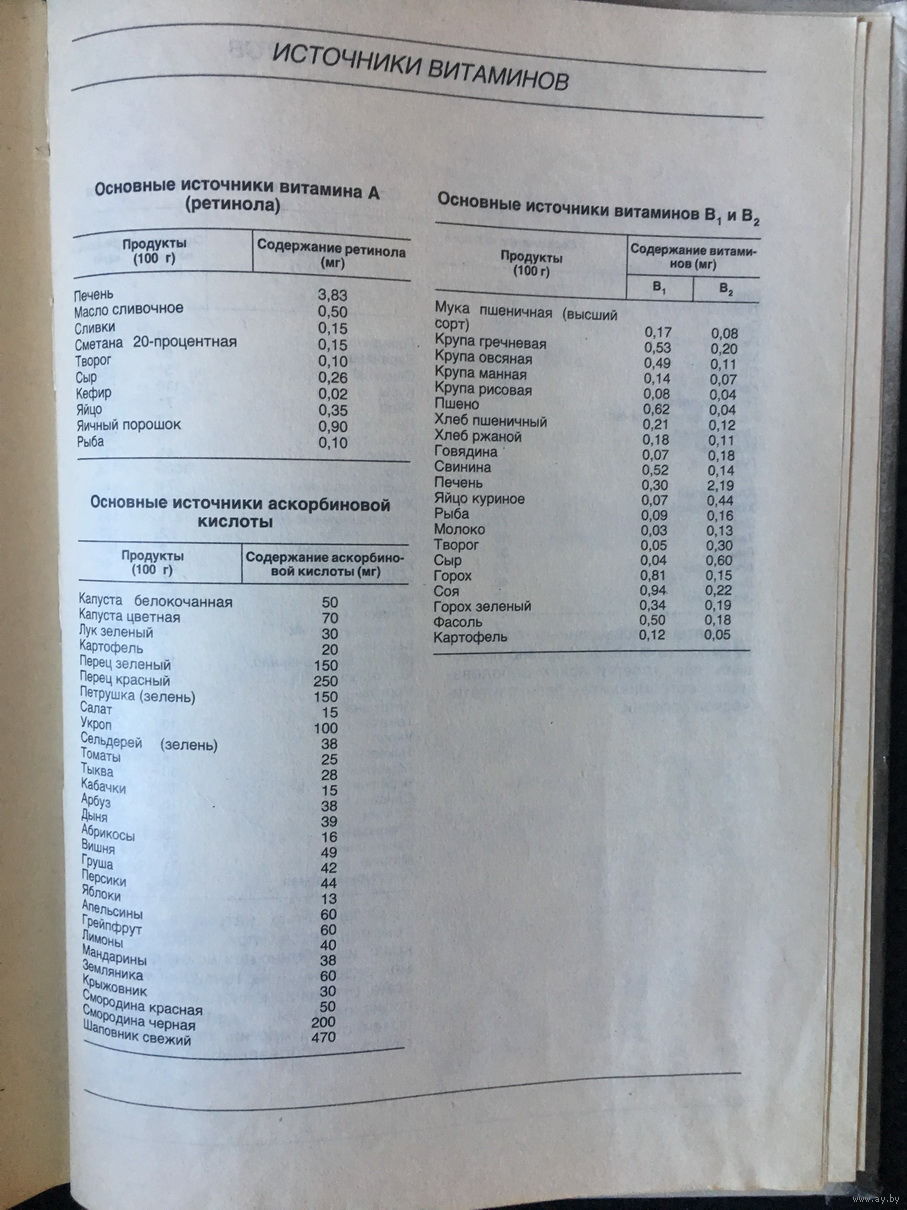 ИСТОЧНИКИ ВИТАМИНОВ
Основные источники витамина А
(ретинола)
Продукты
(100 г)
Содержание ретинола
(мг)
Печень 3,83
Масло сливочное 0,50
Сливки 0,15
Сметана 20-процентная 0,15
Творог 0,10
Сыр 0,26
Кефир 0,02
Яйцо 0,35
Яичный порошок 0,90
Рыба 0,10
Основные источники аскорбиновой
кислоты
Продукты
(100 г)
Содержание аскорбино-
вой кислоты (мг)
Капуста белокочанная 50
Капуста цветная 70
Лук зеленый 30
Картофель 20
Перец зеленый 150
Перец красный 250
Петрушка (зелень) 150
Салат 15
Укроп 100
Сельдерей (зелень) 38
Томаты 25
Тыква 28
Кабачки 15
Арбуз 38
Дыня 39
Абрикосы 16
Вишня 49
Груша 42
Персики 44
Яблоки 13
Апельсины 60
Грейпфрут 60
Лимоны 40
Мандарины 38
Земляника 60
Крыжовник 30
Смородина красная 50
Смородина черная 200
Шаповник свежий 470
Основные источники витаминов В₁ и В₂
Продукты
(100 г)
Содержание витами-
нов (мг)
В₁ В₂
Мука пшеничная (высший
сорт) 0,17 0,08
Крупа гречневая 0,53 0,20
Крупа овсяная 0,49 0,11
Крупа манная 0,14 0,07
Крупа рисовая 0,08 0,04
Пшено 0,62 0,04
Хлеб пшеничный 0,21 0,12
Хлеб ржаной 0,18 0,11
Говядина 0,07 0,18
Свинина 0,52 0,14
Печень 0,30 2,19
Яйцо куриное 0,07 0,44
Рыба 0,09 0,16
Молоко 0,03 0,13
Творог 0,05 0,30
Сыр 0,04 0,60
Горох 0,81 0,15
Соя 0,94 0,22
Горох зеленый 0,34 0,19
Фасоль 0,50 0,18
Картофель 0,12 0,05
www.ay.by